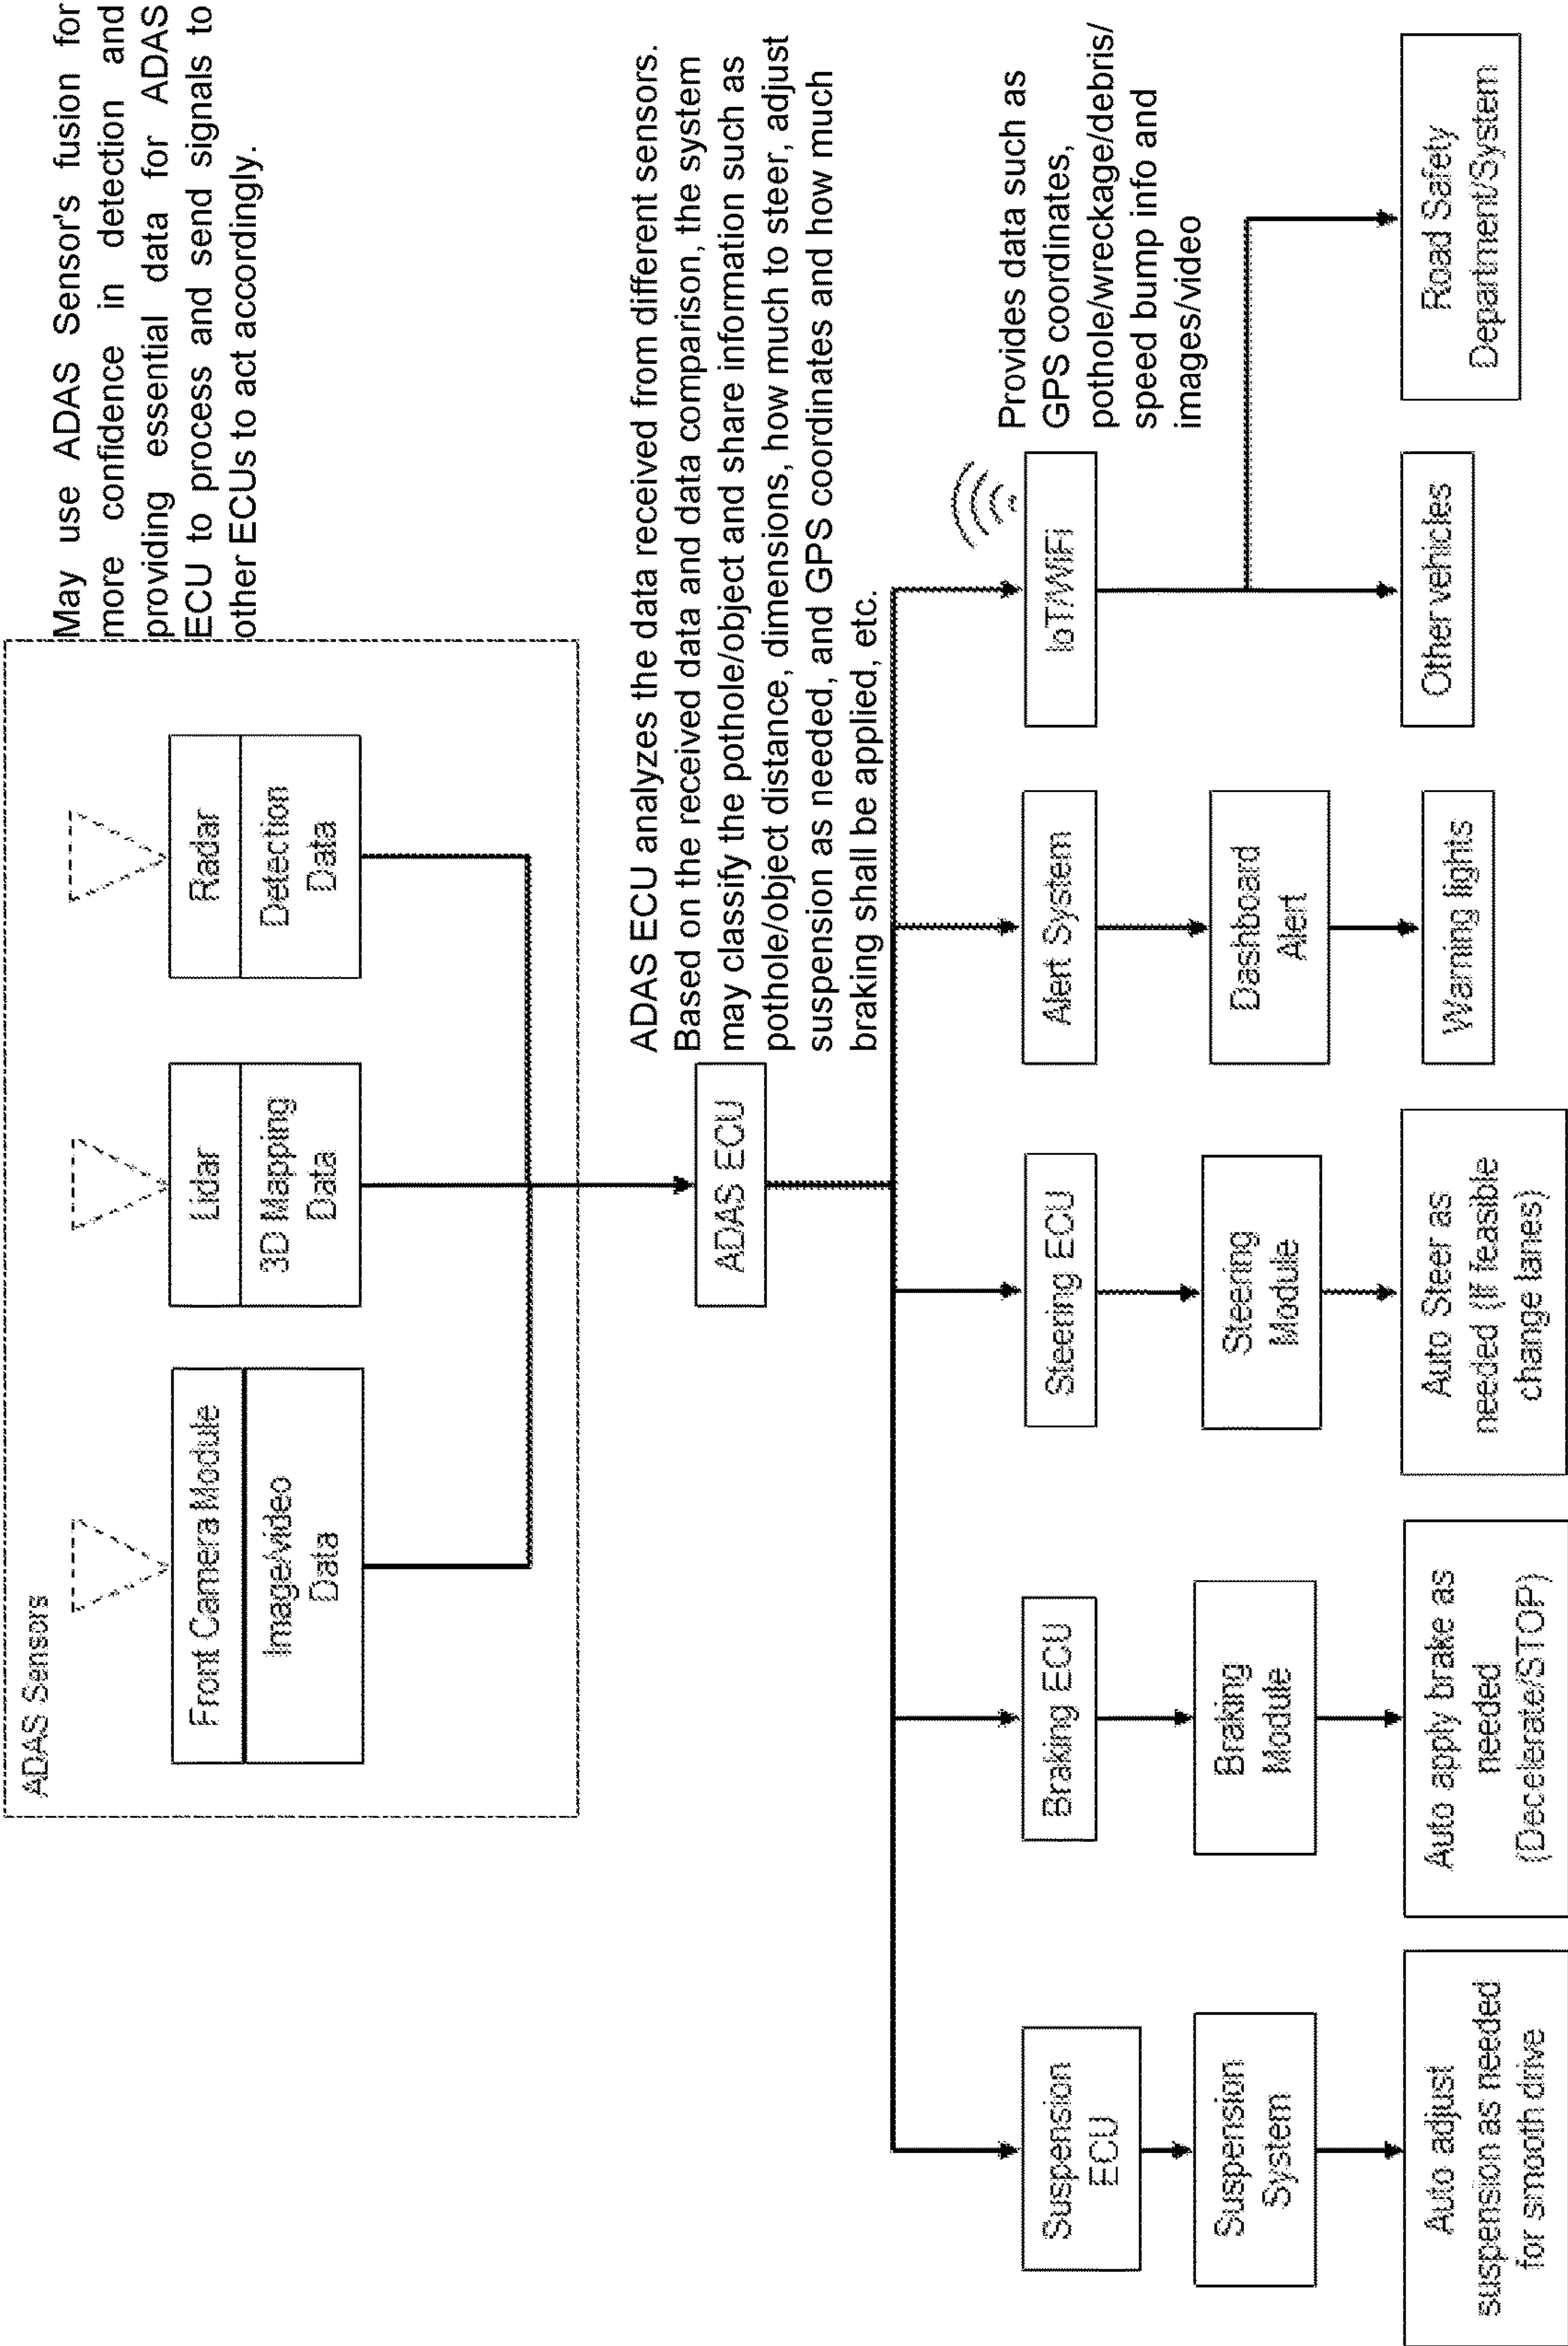 ADAS Sensors
Front Camera Module
Image/video
Data
Lidar
3D Mapping
Data
Radar
Detection
Data
May use ADAS Sensor's fusion for
more confidence in detection and
providing essential data for ADAS
ECU to process and send signals to
other ECUs to act accordingly.
ADAS ECU
ADAS ECU analyzes the data received from different sensors.
Based on the received data and data comparison, the system
may classify the pothole/object and share information such as
pothole/object distance, dimensions, how much to steer, adjust
suspension as needed, and GPS coordinates and how much
braking shall be applied, etc.
Suspension
ECU
Suspension
System
Auto adjust
suspension as needed
for smooth drive
Braking ECU
Braking
Module
Auto apply brake as
needed
(Decelerate/STOP)
Steering ECU
Steering
Module
Auto Steer as
needed (If feasible
change lanes)
Alert System
Dashboard
Alert
Warning lights
IoT/WiFi
Provides data such as
GPS coordinates,
pothole/wreckage/debris/
speed bump info and
images/video
Other vehicles
Road Safety
Department/System